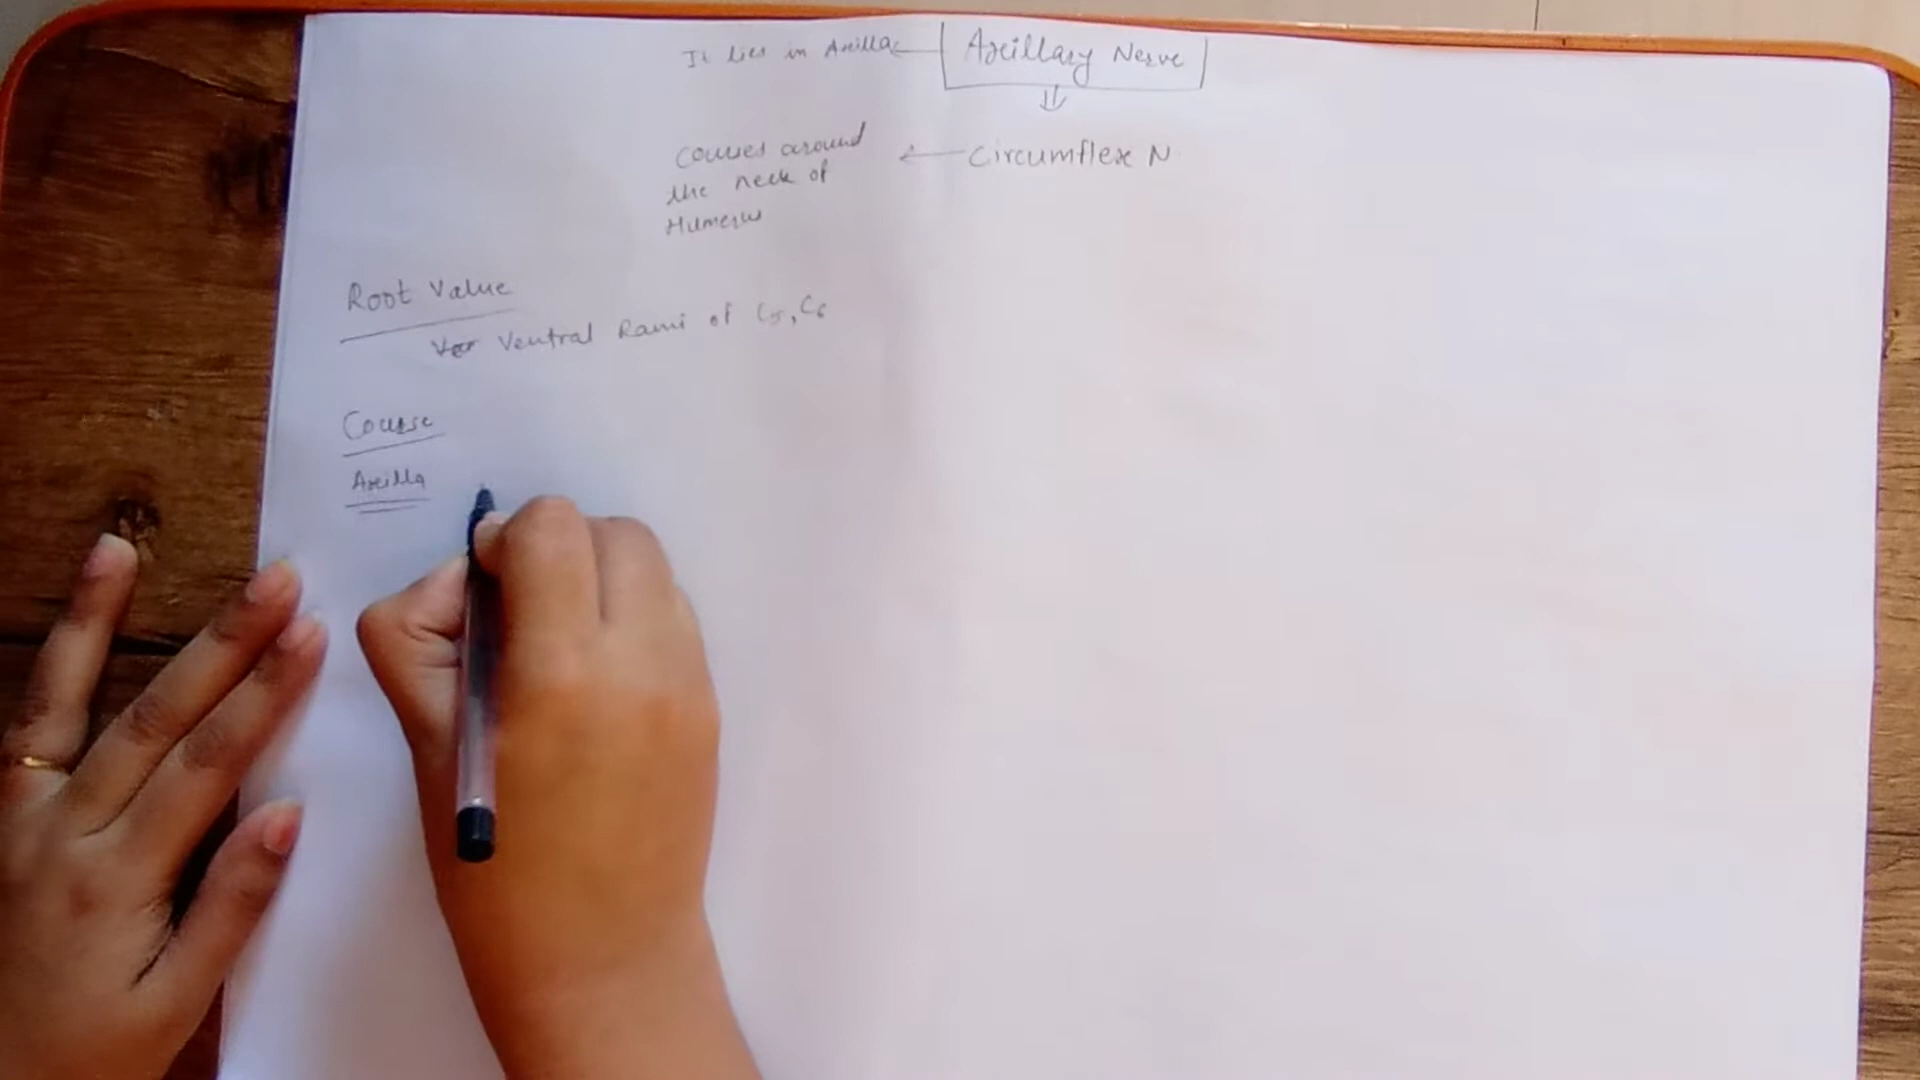 It lies in Axilla ← Axillary Nerve
⇓
Courses around ← Circumflex N.
the neck of
Humerus
Root Value
Ver Ventral Rami of C5, C6
Course
Axilla